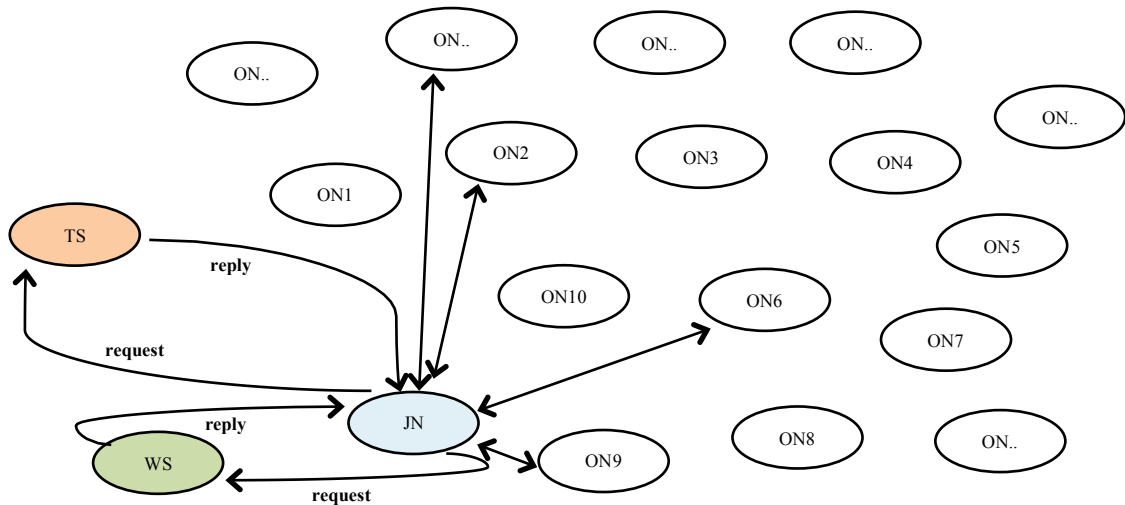 ON..
ON..
ON..
ON..
ON..
ON2
ON3
ON4
ON1
TS
reply
ON5
ON10
ON6
ON7
request
JN
reply
WS
ON9
ON8
ON..
request